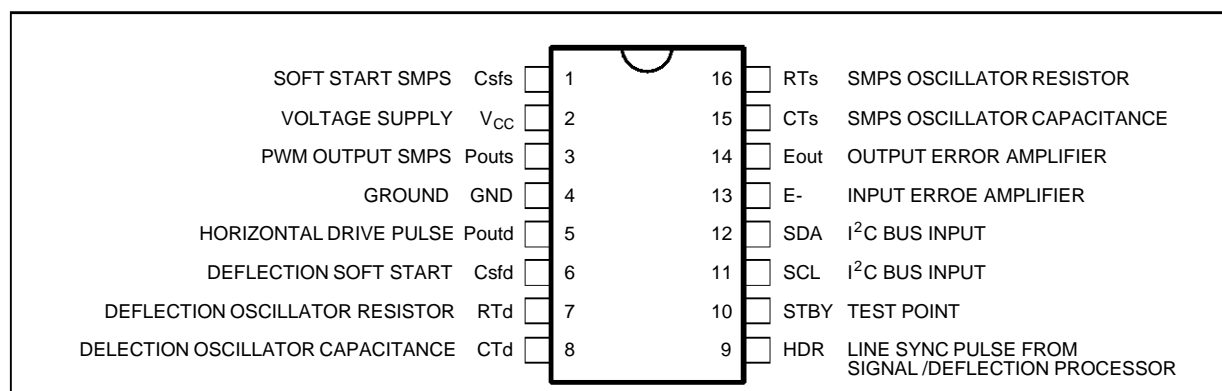 SOFT START SMPS Csfs 1 16 RTs SMPS OSCILLATOR RESISTOR
VOLTAGE SUPPLY VCC 2 15 CTs SMPS OSCILLATOR CAPACITANCE
PWM OUTPUT SMPS Pouts 3 14 Eout OUTPUT ERROR AMPLIFIER
GROUND GND 4 13 E- INPUT ERROE AMPLIFIER
HORIZONTAL DRIVE PULSE Poutd 5 12 SDA I2C BUS INPUT
DEFLECTION SOFT START Csfd 6 11 SCL I2C BUS INPUT
DEFLECTION OSCILLATOR RESISTOR RTd 7 10 STBY TEST POINT
DELECTION OSCILLATOR CAPACITANCE CTd 8 9 HDR LINE SYNC PULSE FROM
SIGNAL/DEFLECTION PROCESSOR